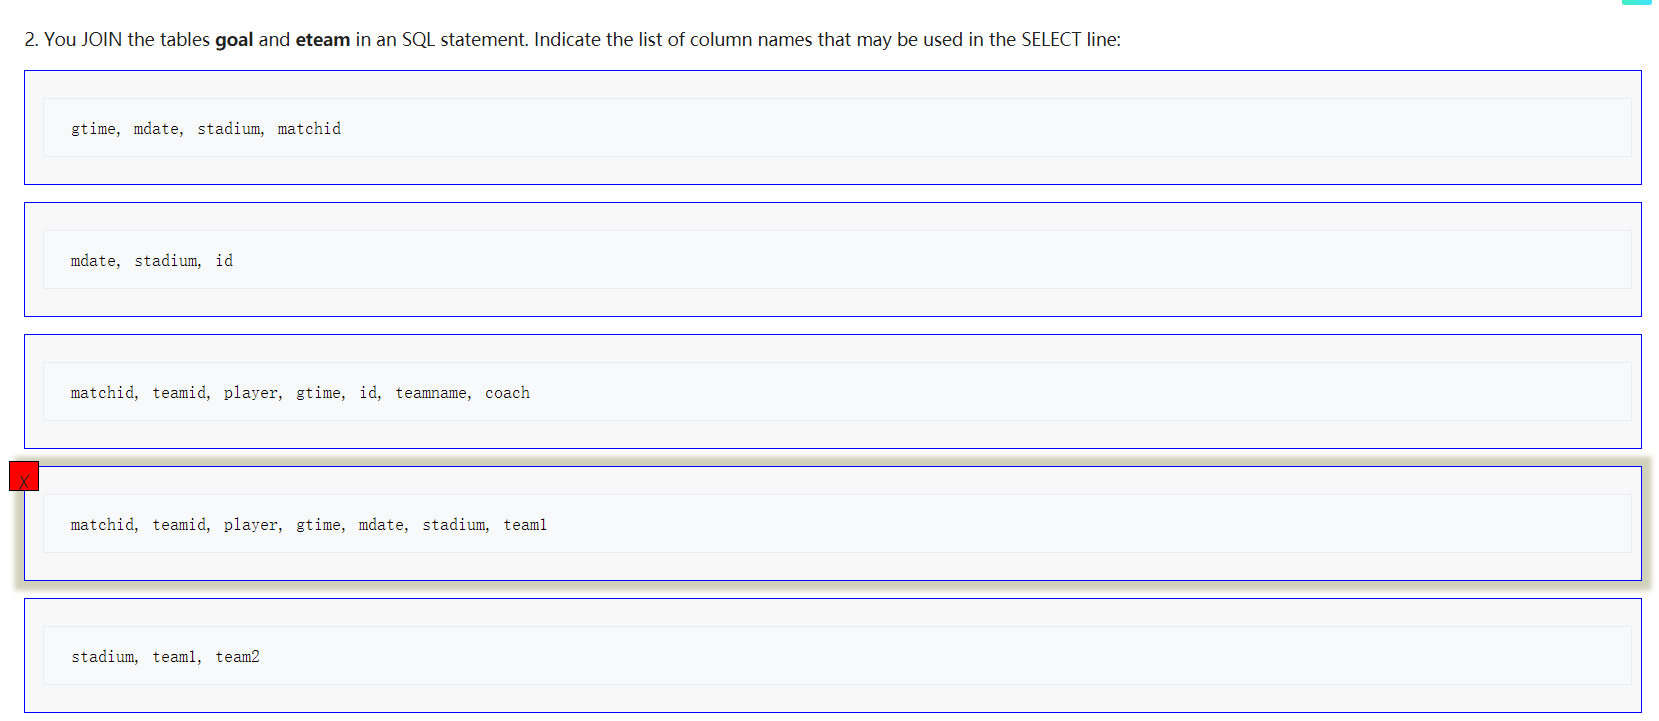 2. You JOIN the tables goal and eteam in an SQL statement. Indicate the list of column names that may be used in the SELECT line:
gtime, mdate, stadium, matchid
mdate, stadium, id
matchid, teamid, player, gtime, id, teamname, coach
X
matchid, teamid, player, gtime, mdate, stadium, team1
stadium, team1, team2